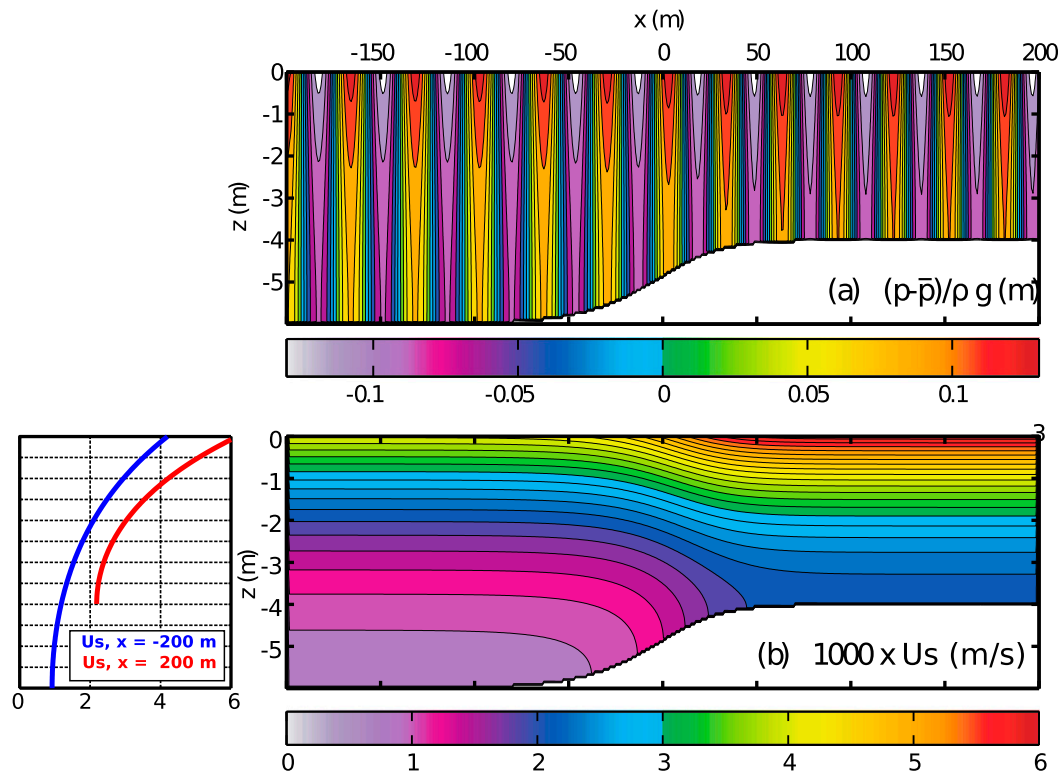 x (m)
-150 -100 -50 0 50 100 150 200
0
-1
-2
-3
-4
-5
z (m)
(a) (p-p̅)/ρ g (m)
-0.1 -0.05 0 0.05 0.1
3
0
-1
-2
-3
-4
-5
z (m)
Us, x = -200 m
Us, x = 200 m
(b) 1000 x Us (m/s)
0 2 4 6
0 1 2 3 4 5 6